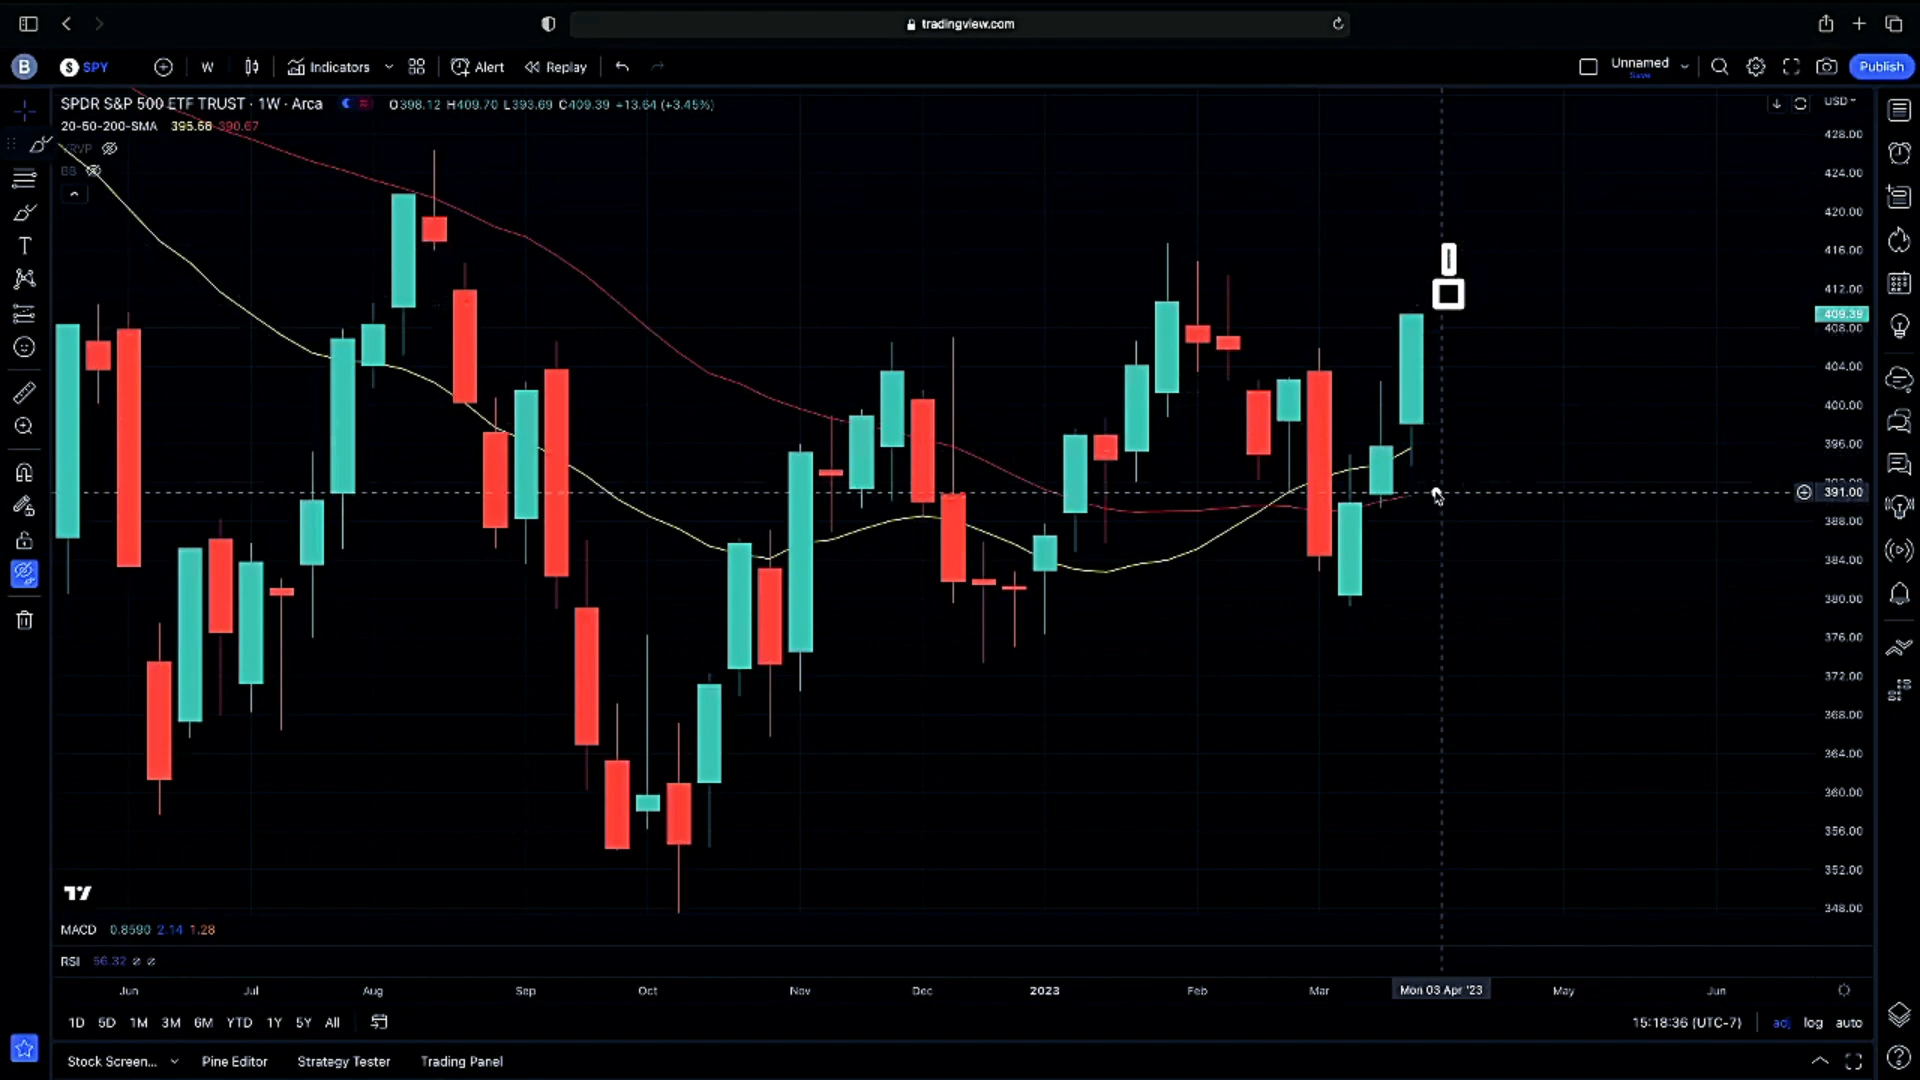 tradingview.com
B SPY W Indicators Alert Replay Unnamed Save Publish
SPDR S&P 500 ETF TRUST · 1W · Arca O398.12 H409.70 L393.69 C409.39 +13.64 (+3.45%)
USD
20-50-200-SMA 395.56 390.67
BB
428.00
424.00
420.00
416.00
412.00
409.39
408.00
404.00
400.00
396.00
391.00
388.00
384.00
380.00
376.00
372.00
368.00
364.00
360.00
356.00
352.00
348.00
MACD 0.8590 2.14 1.28
RSI 56.32
Jun Jul Aug Sep Oct Nov Dec 2023 Feb Mar Mon 03 Apr '23 May Jun
1D 5D 1M 3M 6M YTD 1Y 5Y All 15:18:36 (UTC-7) adj log auto
Stock Screen... Pine Editor Strategy Tester Trading Panel